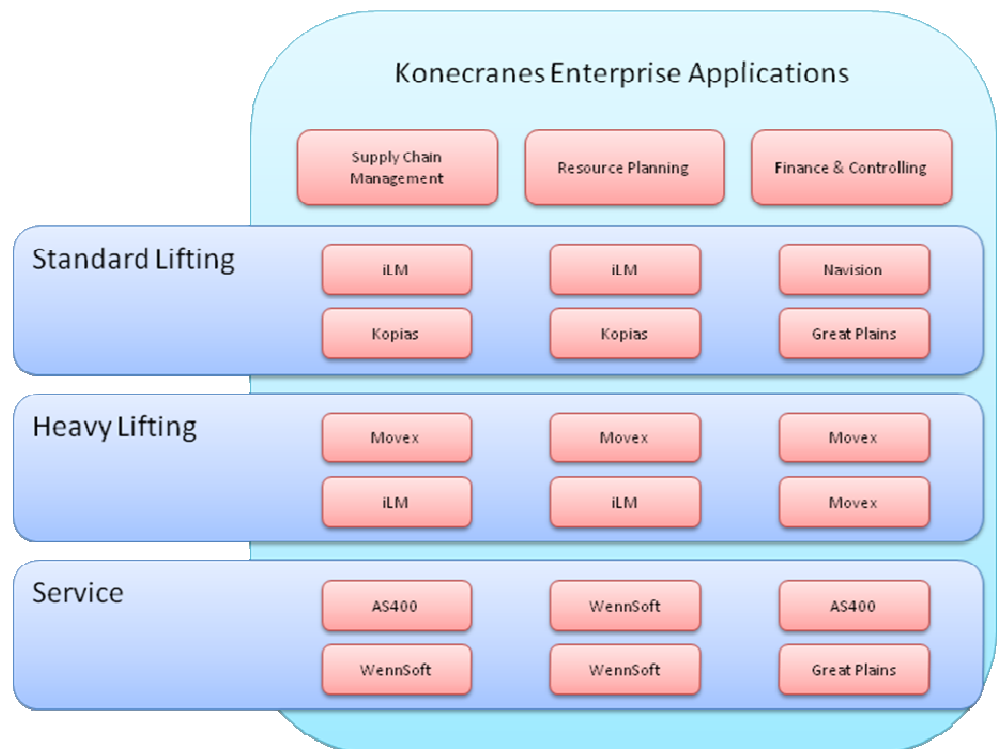 Konecranes Enterprise Applications
Supply Chain
Management
Resource Planning
Finance & Controlling
Standard Lifting
iLM
iLM
Navision
Kopias
Kopias
Great Plains
Heavy Lifting
Movex
Movex
Movex
iLM
iLM
Movex
Service
AS400
WennSoft
AS400
WennSoft
WennSoft
Great Plains